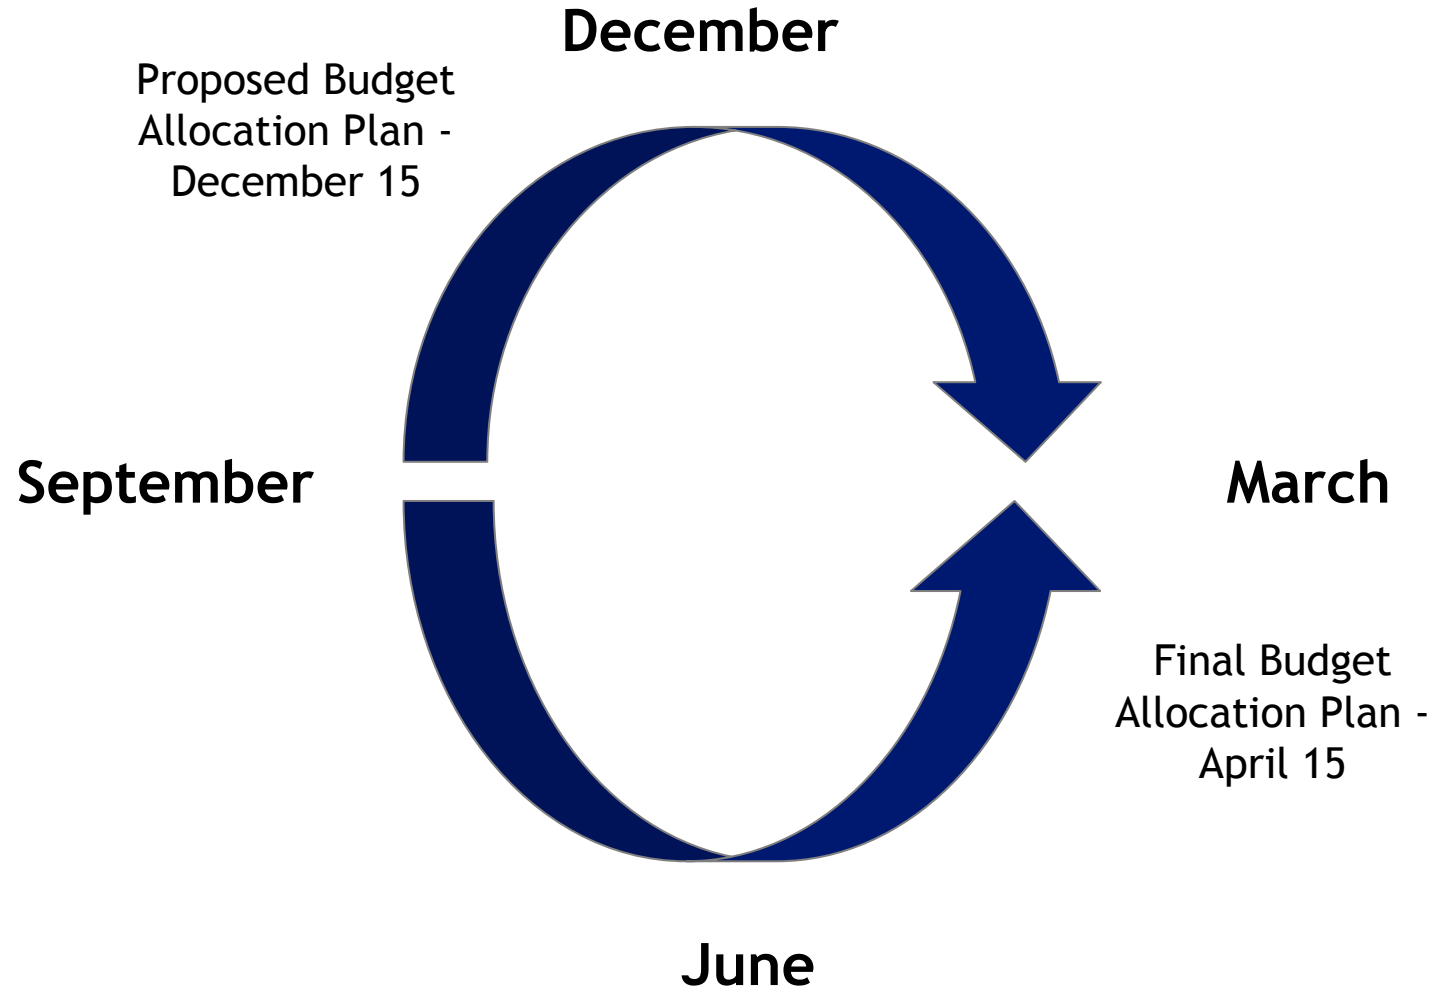 December
Proposed Budget
Allocation Plan -
December 15
September
March
Final Budget
Allocation Plan -
April 15
June